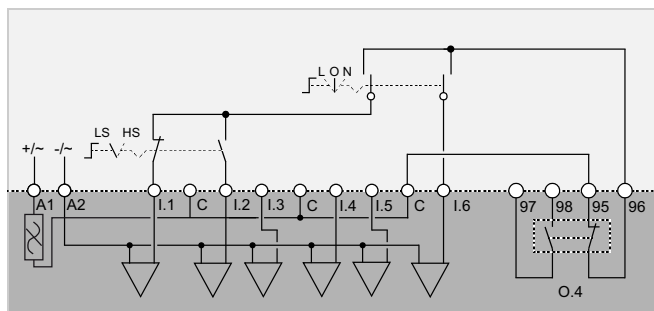 L O N
LS HS
+/~ -/~
A1 A2 I.1 C I.2 I.3 C I.4 I.5 C I.6 97 98 95 96
O.4